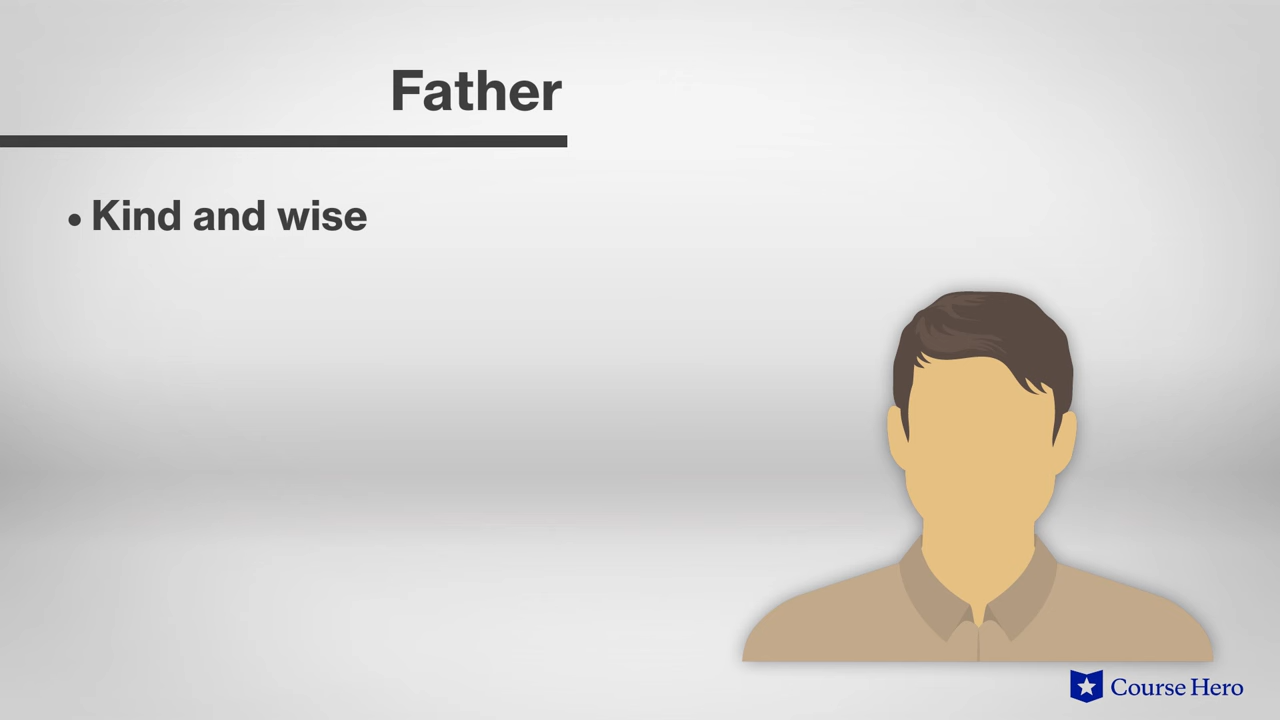 Father
• Kind and wise
Course Hero